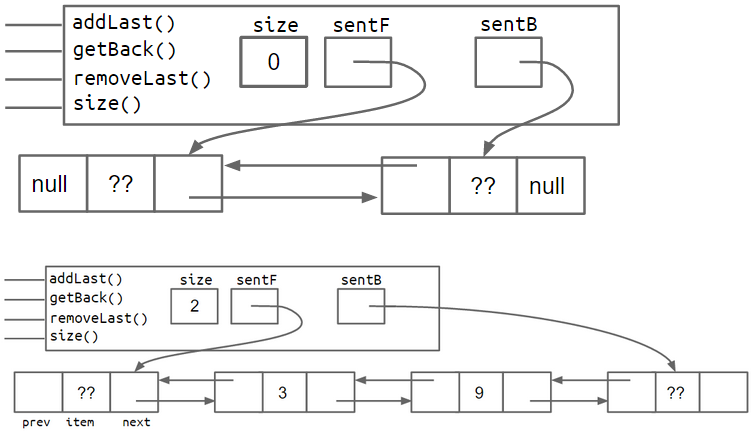 addLast() size sentF sentB
getBack()
removeLast() 0
size()
null ?? ?? null
addLast() size sentF sentB
getBack()
removeLast() 2
size()
?? 3 9 ??
prev item next